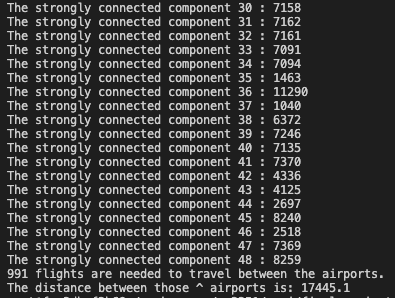 The strongly connected component 30 : 7158
The strongly connected component 31 : 7162
The strongly connected component 32 : 7161
The strongly connected component 33 : 7091
The strongly connected component 34 : 7094
The strongly connected component 35 : 1463
The strongly connected component 36 : 11290
The strongly connected component 37 : 1040
The strongly connected component 38 : 6372
The strongly connected component 39 : 7246
The strongly connected component 40 : 7135
The strongly connected component 41 : 7370
The strongly connected component 42 : 4336
The strongly connected component 43 : 4125
The strongly connected component 44 : 2697
The strongly connected component 45 : 8240
The strongly connected component 46 : 2518
The strongly connected component 47 : 7369
The strongly connected component 48 : 8259
991 flights are needed to travel between the airports.
The distance between those ^ airports is: 17445.1